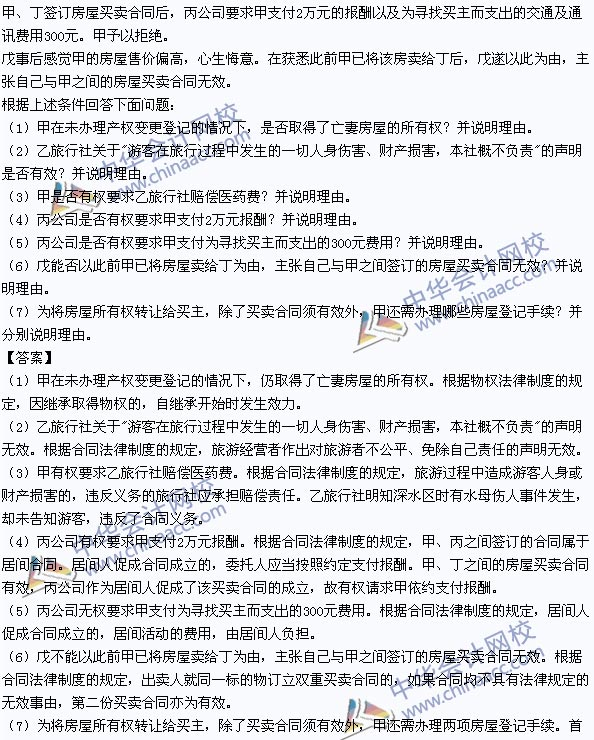 甲、丁签订房屋买卖合同后，丙公司要求甲支付2万元的报酬以及为寻找买主而支出的交通及通
讯费用300元。甲予以拒绝。
戊事后感觉甲的房屋售价偏高，心生悔意。在获悉此前甲已将该房卖给丁后，戊遂以此为由，主
张自己与甲之间的房屋买卖合同无效。
根据上述条件回答下面问题：
（1）甲在未办理产权变更登记的情况下，是否取得了亡妻房屋的所有权？并说明理由。
（2）乙旅行社关于"游客在旅行过程中发生的一切人身伤害、财产损害，本社概不负责"的声明
是否有效？并说明理由。
（3）甲是否有权要求乙旅行社赔偿医药费？并说明理由。
（4）丙公司是否有权要求甲支付2万元报酬？并说明理由。
（5）丙公司是否有权要求甲支付为寻找买主而支出的300元费用？并说明理由。
（6）戊能否以此前甲已将房屋卖给丁为由，主张自己与甲之间签订的房屋买卖合同无效？并说
明理由。
（7）为将房屋所有权转让给买主，除了买卖合同须有效外，甲还需办理哪些房屋登记手续？并
分别说明理由。
【答案】
（1）甲在未办理产权变更登记的情况下，仍取得了亡妻房屋的所有权。根据物权法律制度的规
定，因继承取得物权的，自继承开始时发生效力。
（2）乙旅行社关于"游客在旅行过程中发生的一切人身伤害、财产损害，本社概不负责"的声明
无效。根据合同法律制度的规定，旅游经营者作出对旅游者不公平、免除自己责任的声明无效。
（3）甲有权要求乙旅行社赔偿医药费。根据合同法律制度的规定，旅游过程中造成游客人身或
财产损害的，违反义务的旅行社应承担赔偿责任。乙旅行社明知深水区时有水母伤人事件发生，
却未告知游客，违反了合同义务。
（4）丙公司有权要求甲支付2万元报酬。根据合同法律制度的规定，甲、丙之间签订的合同属于
居间合同。居间人促成合同成立的，委托人应当按照约定支付报酬。甲、丁之间的房屋买卖合同
有效，丙公司作为居间人促成了该买卖合同的成立，故有权请求甲依约支付报酬。
（5）丙公司无权要求甲支付为寻找买主而支出的300元费用。根据合同法律制度的规定，居间人
促成合同成立的，居间活动的费用，由居间人负担。
（6）戊不能以此前甲已将房屋卖给丁为由，主张自己与甲之间签订的房屋买卖合同无效。根据
合同法律制度的规定，出卖人就同一标的物订立双重买卖合同的，如果合同均不具有法律规定的
无效事由，第二份买卖合同亦为有效。
（7）为将房屋所有权转让给买主，除了买卖合同须有效外，甲还需办理两项房屋登记手续。首
中华会计网校
www.chinaacc.com
中华会计网校
www.chinaacc.com
中华会计网校
www.chinaacc.com
中华会计网校
www.chinaacc.com